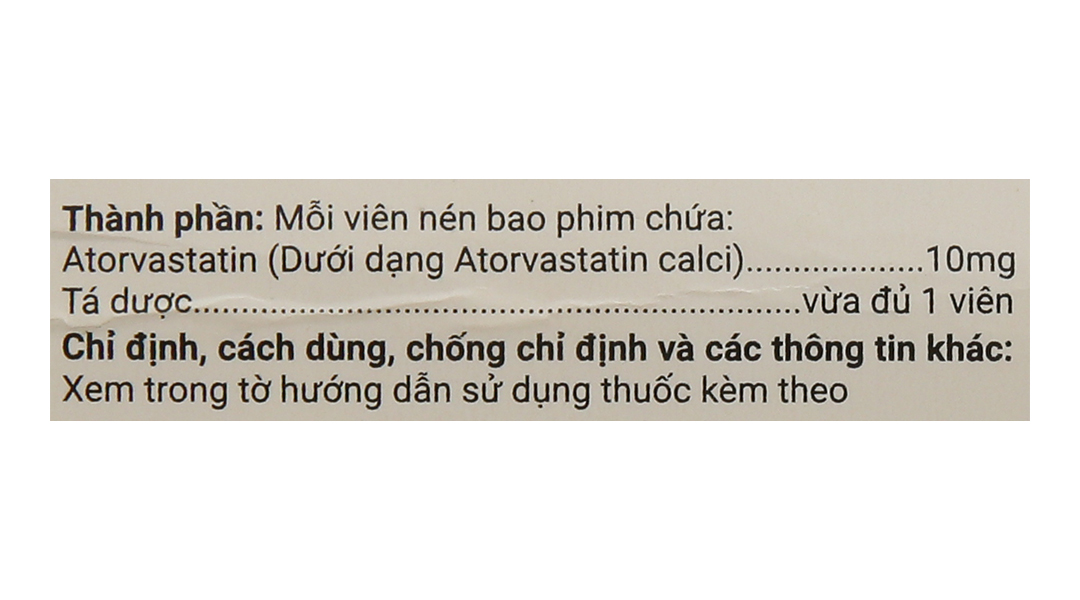 Thành phần: Mỗi viên nén bao phim chứa:
Atorvastatin (Dưới dạng Atorvastatin calci)...................10mg
Tá dược..................................................................vừa đủ 1 viên
Chỉ định, cách dùng, chống chỉ định và các thông tin khác:
Xem trong tờ hướng dẫn sử dụng thuốc kèm theo